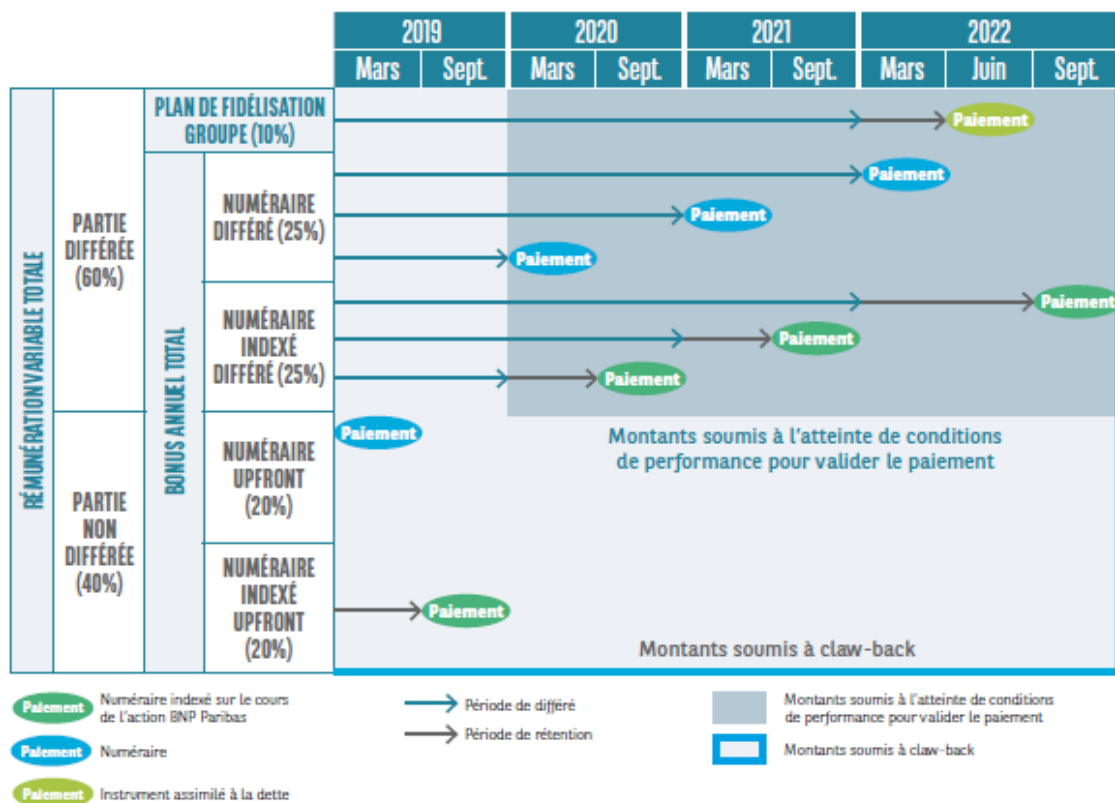 2019 2020 2021 2022
Mars Sept. Mars Sept. Mars Sept. Mars Juin Sept.
RÉMUNÉRATION VARIABLE TOTALE
PLAN DE FIDÉLISATION
GROUPE (10%)
Paiement
PARTIE
DIFFÉRÉE
(60%)
BONUS ANNUEL TOTAL
NUMÉRAIRE
DIFFÉRÉ (25%)
Paiement
Paiement
Paiement
NUMÉRAIRE
INDEXÉ
DIFFÉRÉ (25%)
Paiement
Paiement
Paiement
PARTIE
NON
DIFFÉRÉE
(40%)
NUMÉRAIRE
UPFRONT
(20%)
Paiement
Montants soumis à l'atteinte de conditions
de performance pour valider le paiement
NUMÉRAIRE
INDEXÉ
UPFRONT
(20%)
Paiement
Montants soumis à claw-back
Paiement Numéraire indexé sur le cours
de l'action BNP Paribas
Paiement Numéraire
Paiement Instrument assimilé à la dette
Période de différé
Période de rétention
Montants soumis à l'atteinte de conditions
de performance pour valider le paiement
Montants soumis à claw-back